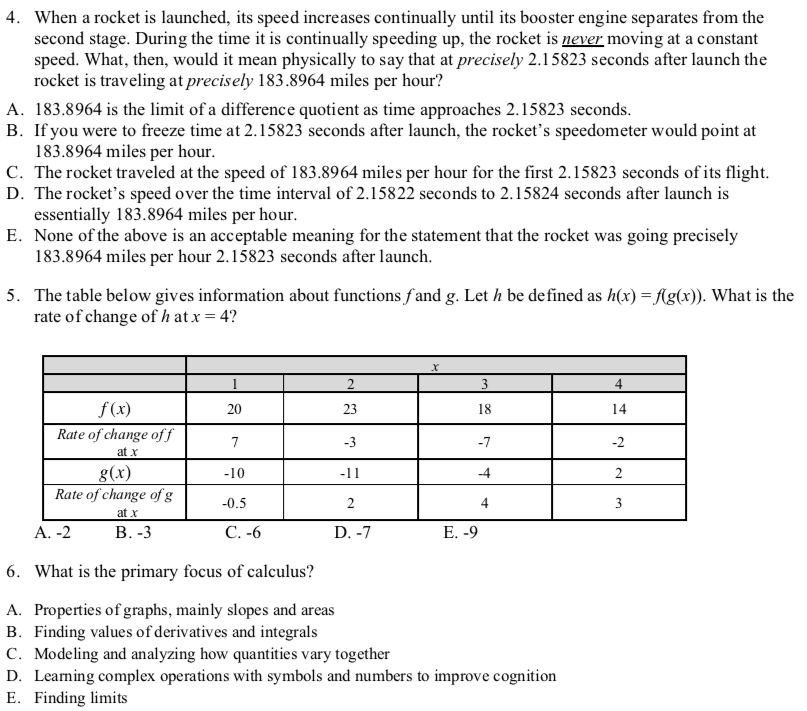 4. When a rocket is launched, its speed increases continually until its booster engine separates from the
second stage. During the time it is continually speeding up, the rocket is never moving at a constant
speed. What, then, would it mean physically to say that at precisely 2.15823 seconds after launch the
rocket is traveling at precisely 183.8964 miles per hour?
A. 183.8964 is the limit of a difference quotient as time approaches 2.15823 seconds.
B. If you were to freeze time at 2.15823 seconds after launch, the rocket's speedometer would point at
183.8964 miles per hour.
C. The rocket traveled at the speed of 183.8964 miles per hour for the first 2.15823 seconds of its flight.
D. The rocket's speed over the time interval of 2.15822 seconds to 2.15824 seconds after launch is
essentially 183.8964 miles per hour.
E. None of the above is an acceptable meaning for the statement that the rocket was going precisely
183.8964 miles per hour 2.15823 seconds after launch.
5. The table below gives information about functions f and g. Let h be defined as h(x) = f(g(x)). What is the
rate of change of h at x = 4?
x
1 2 3 4
f(x) 20 23 18 14
Rate of change of f
at x 7 -3 -7 -2
g(x) -10 -11 -4 2
Rate of change of g
at x -0.5 2 4 3
A. -2 B. -3 C. -6 D. -7 E. -9
6. What is the primary focus of calculus?
A. Properties of graphs, mainly slopes and areas
B. Finding values of derivatives and integrals
C. Modeling and analyzing how quantities vary together
D. Learning complex operations with symbols and numbers to improve cognition
E. Finding limits